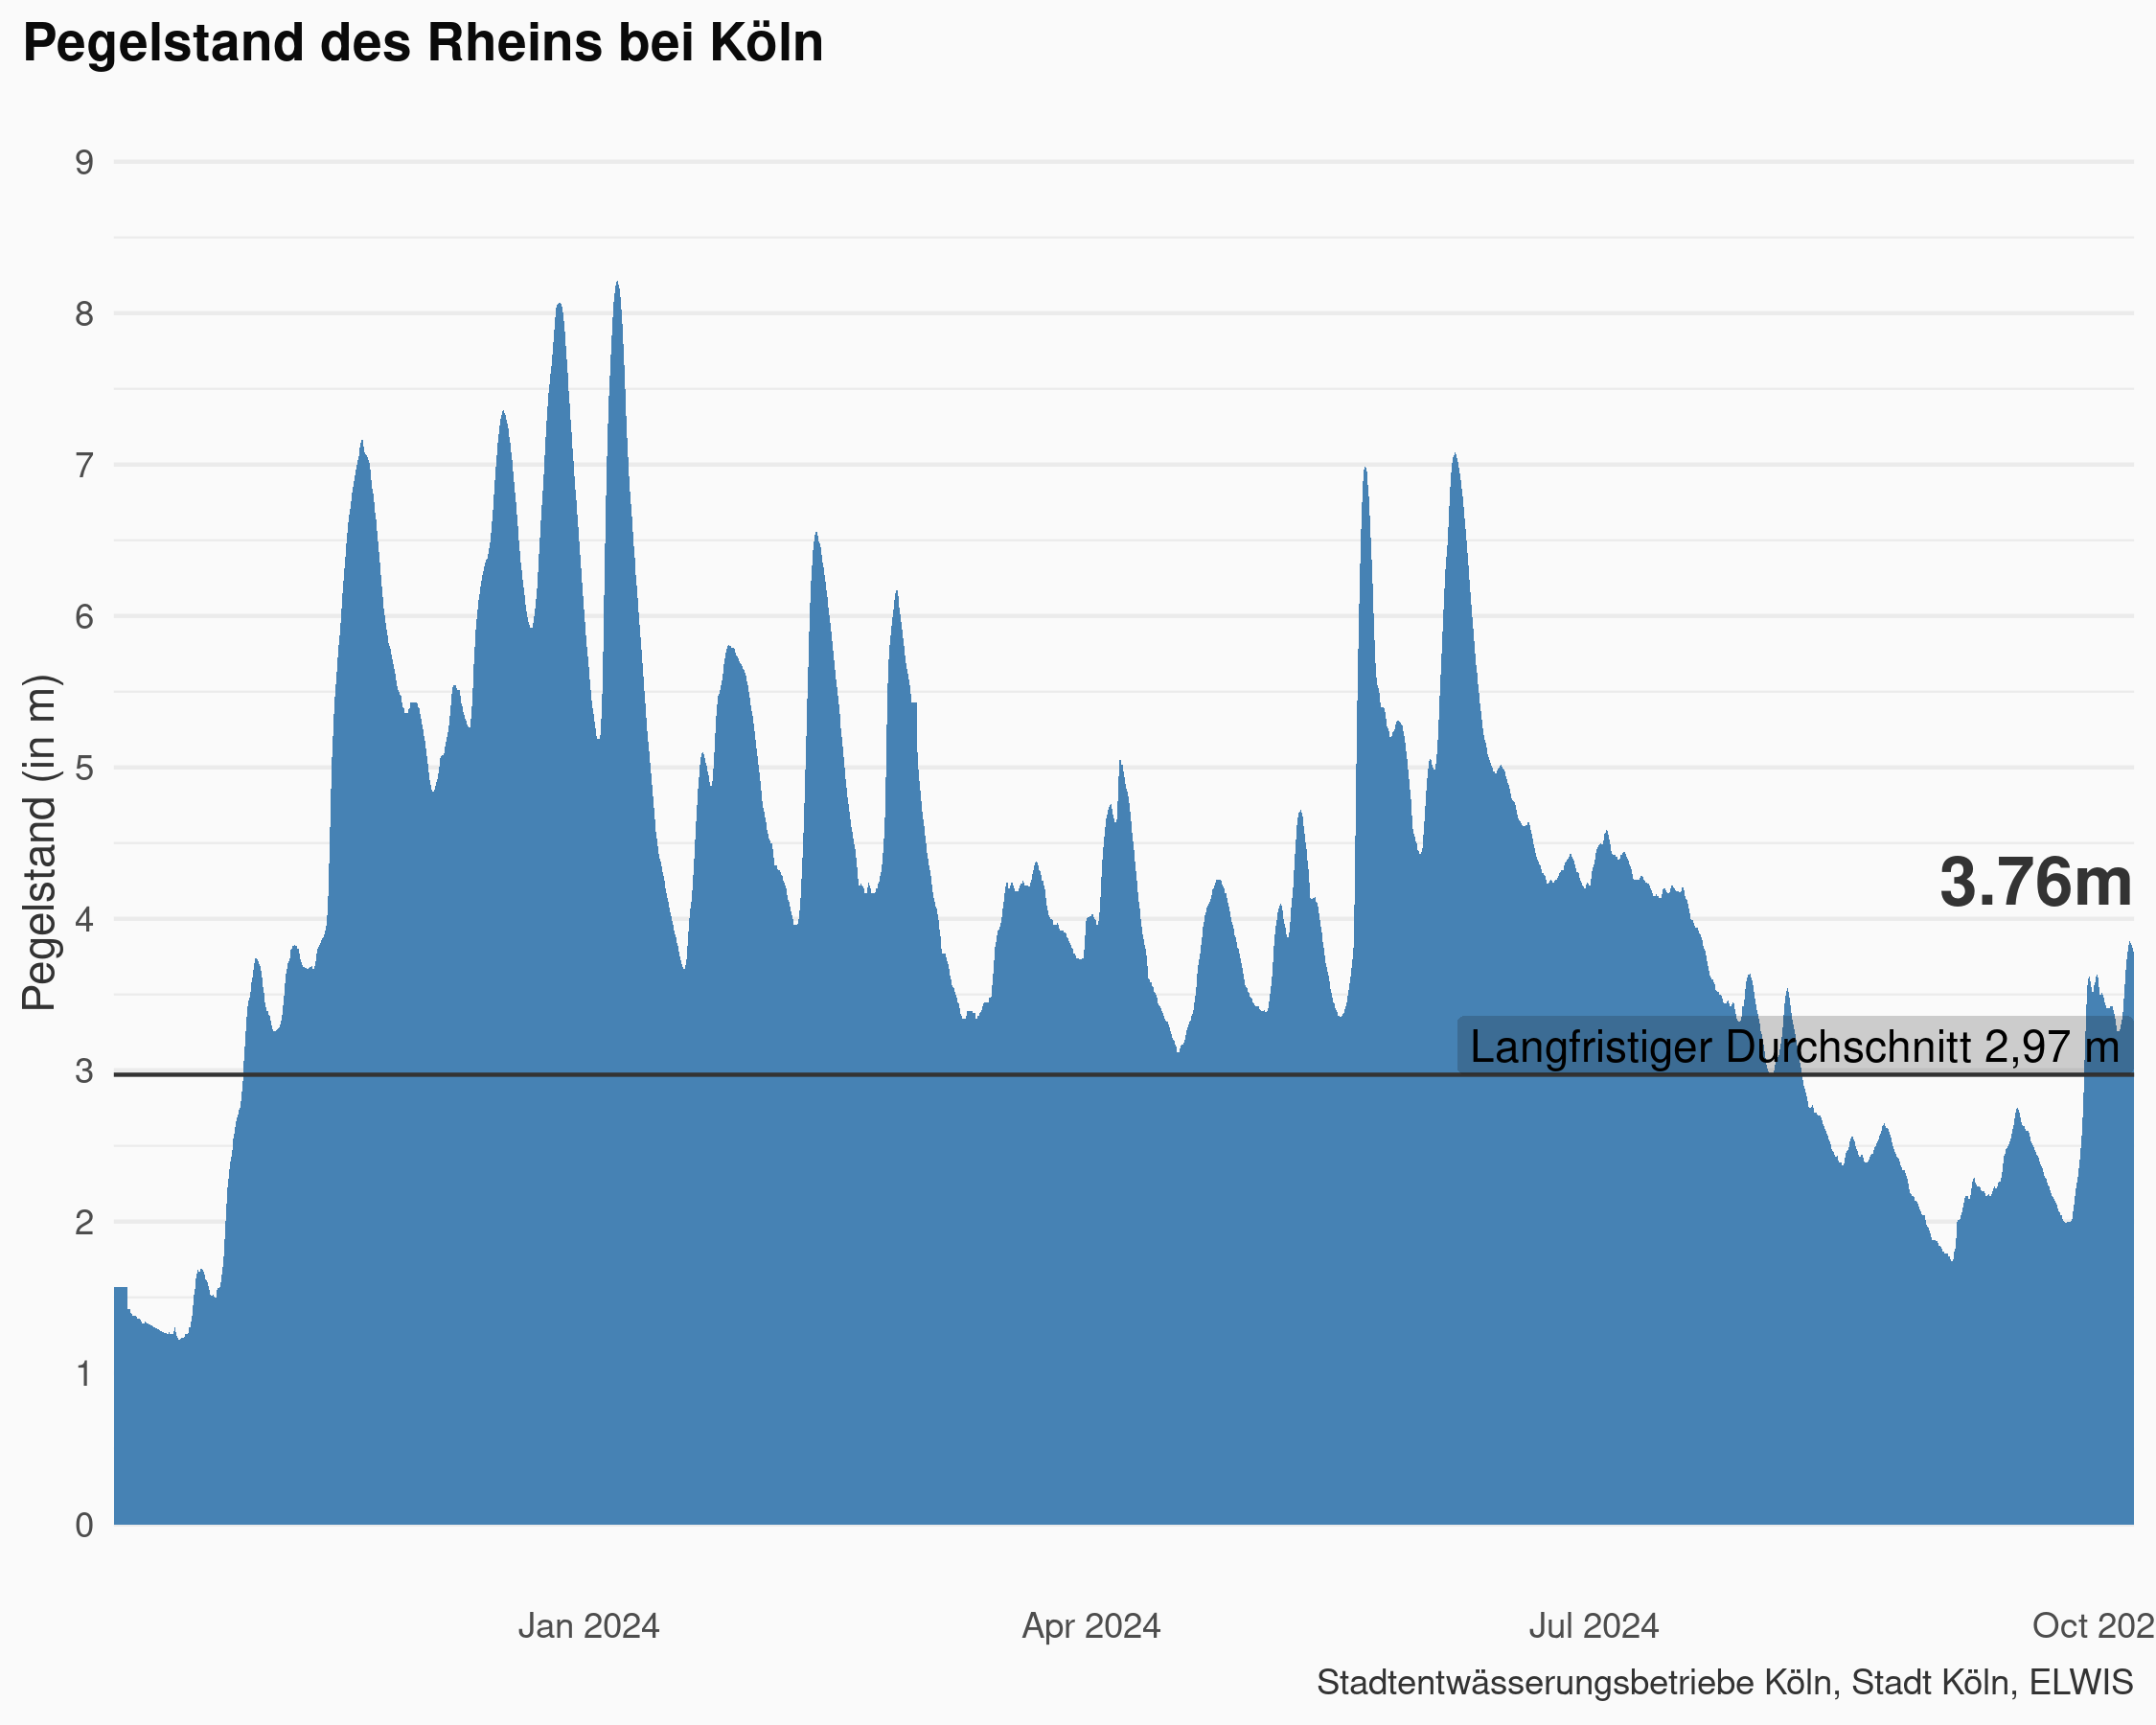 Pegelstand des Rheins bei Köln
Pegelstand (in m)
9
8
7
6
5
4
3
2
1
0
3.76m
Langfristiger Durchschnitt 2,97 m
Jan 2024 Apr 2024 Jul 2024 Oct 202
Stadtentwässerungsbetriebe Köln, Stadt Köln, ELWIS